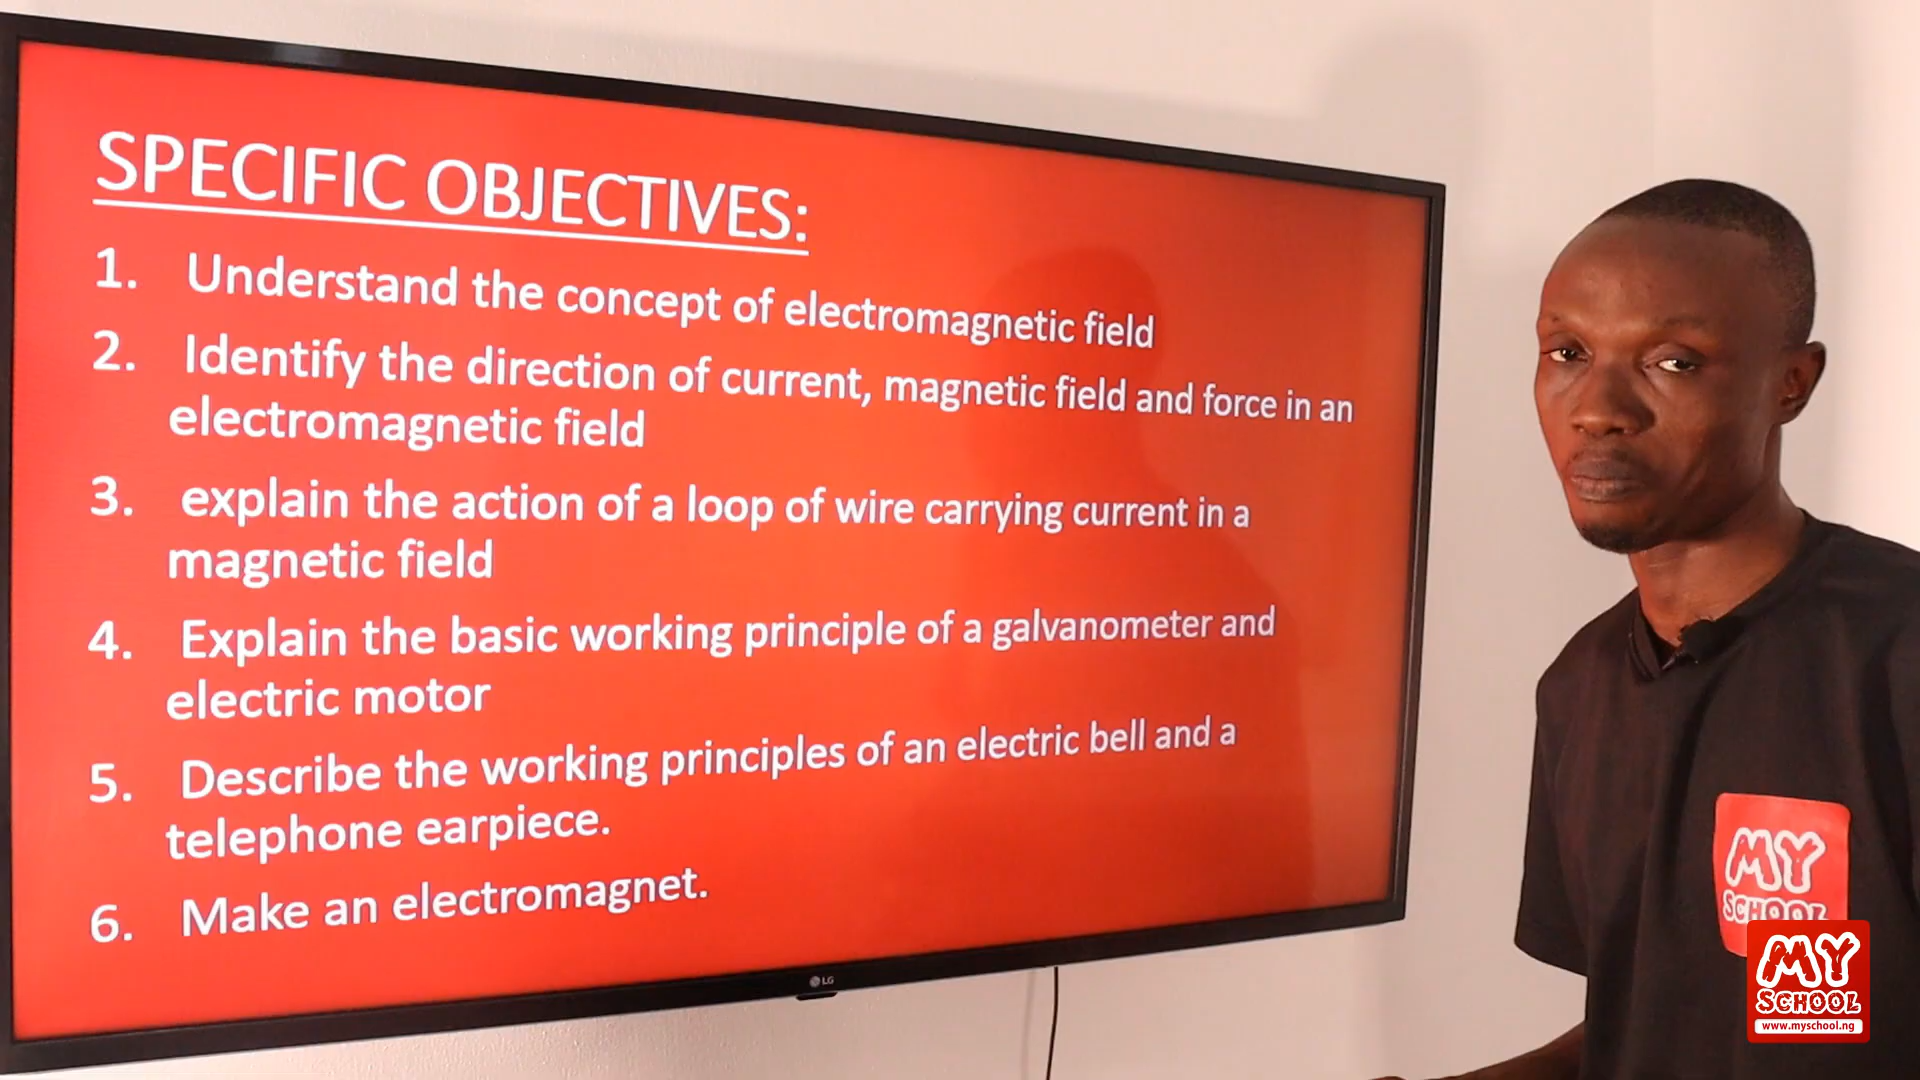 SPECIFIC OBJECTIVES:
1. Understand the concept of electromagnetic field
2. Identify the direction of current, magnetic field and force in an
electromagnetic field
3. explain the action of a loop of wire carrying current in a
magnetic field
4. Explain the basic working principle of a galvanometer and
electric motor
5. Describe the working principles of an electric bell and a
telephone earpiece.
6. Make an electromagnet.
LG
MY
SCHOOL
MY
SCHOOL
www.myschool.ng